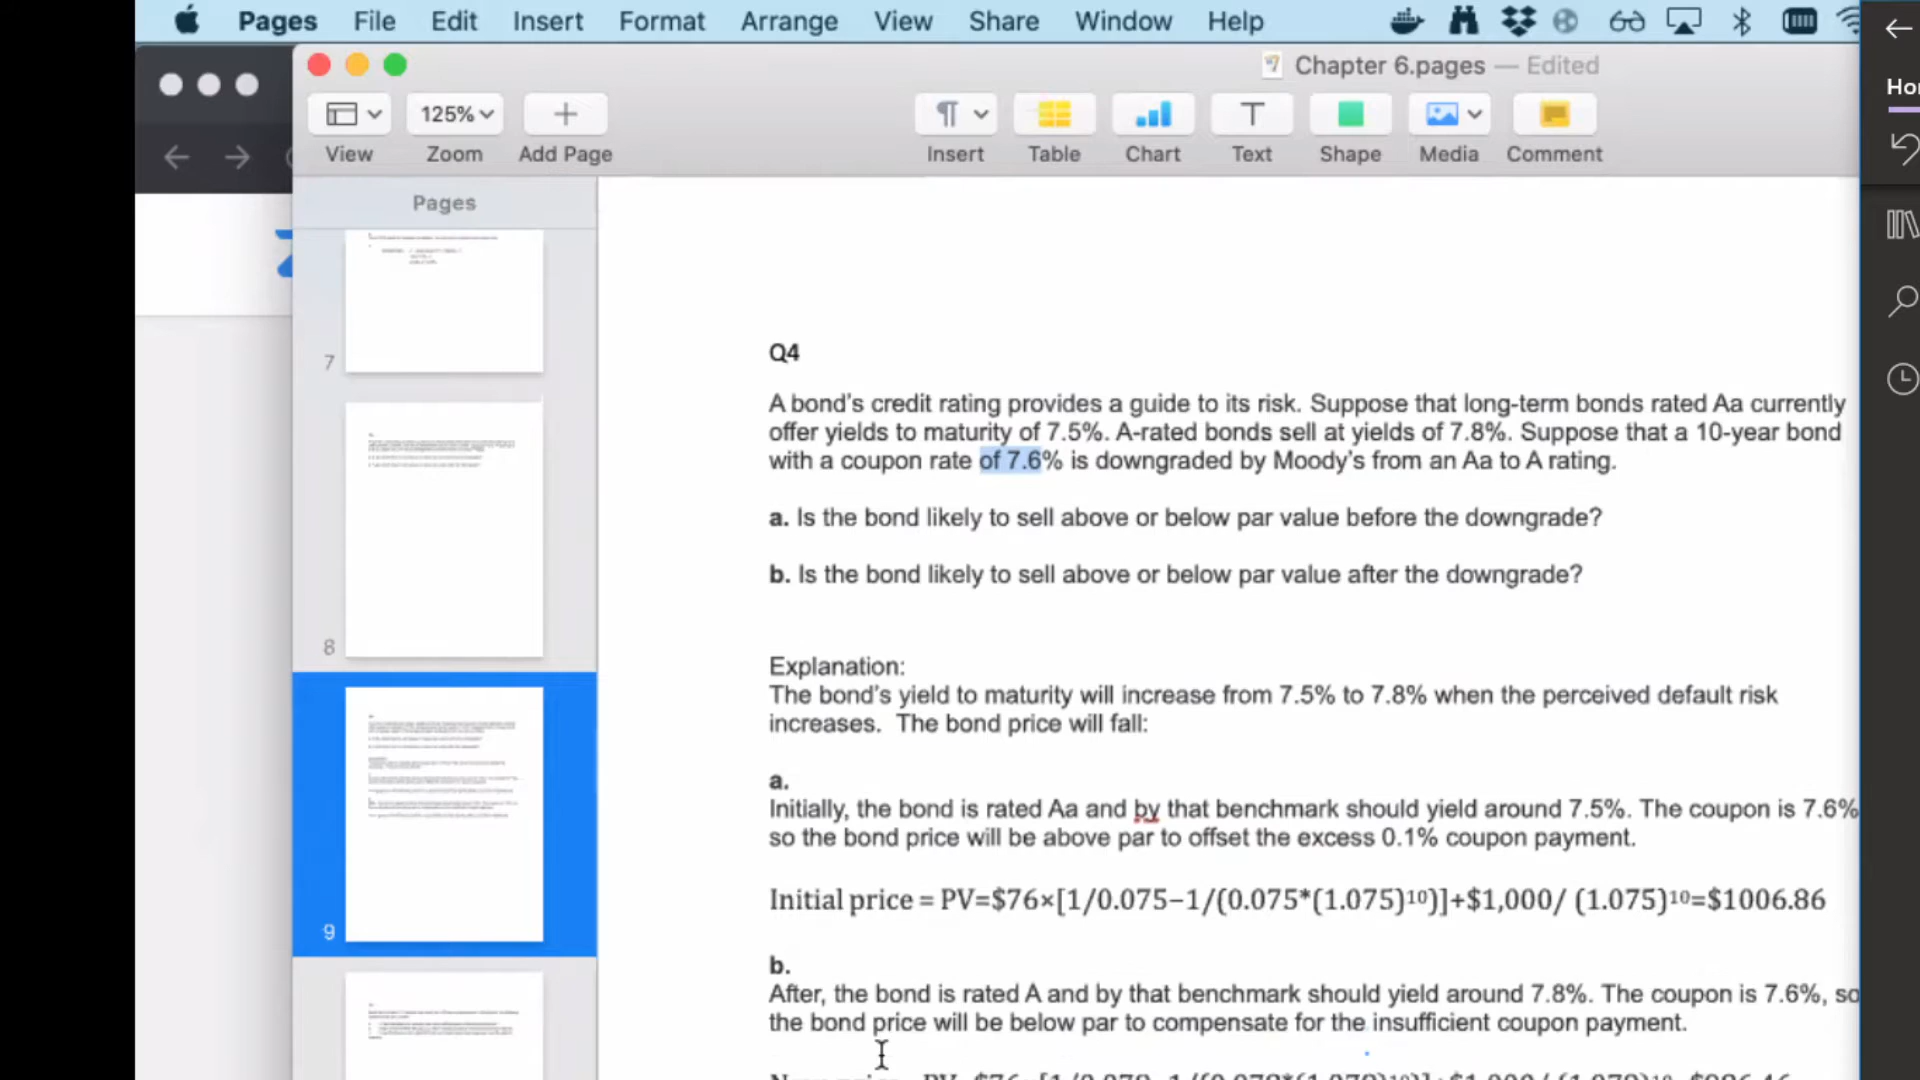 Pages File Edit Insert Format Arrange View Share Window Help
Chapter 6.pages — Edited
125%
View Zoom Add Page Insert Table Chart Text Shape Media Comment
Pages
7
8
9
Q4
A bond's credit rating provides a guide to its risk. Suppose that long-term bonds rated Aa currently
offer yields to maturity of 7.5%. A-rated bonds sell at yields of 7.8%. Suppose that a 10-year bond
with a coupon rate of 7.6% is downgraded by Moody's from an Aa to A rating.
a. Is the bond likely to sell above or below par value before the downgrade?
b. Is the bond likely to sell above or below par value after the downgrade?
Explanation:
The bond's yield to maturity will increase from 7.5% to 7.8% when the perceived default risk
increases. The bond price will fall:
a.
Initially, the bond is rated Aa and by that benchmark should yield around 7.5%. The coupon is 7.6%
so the bond price will be above par to offset the excess 0.1% coupon payment.
Initial price = PV=$76×[1/0.075−1/(0.075*(1.075)¹⁰)]+$1,000/ (1.075)¹⁰=$1006.86
b.
After, the bond is rated A and by that benchmark should yield around 7.8%. The coupon is 7.6%, so
the bond price will be below par to compensate for the insufficient coupon payment.